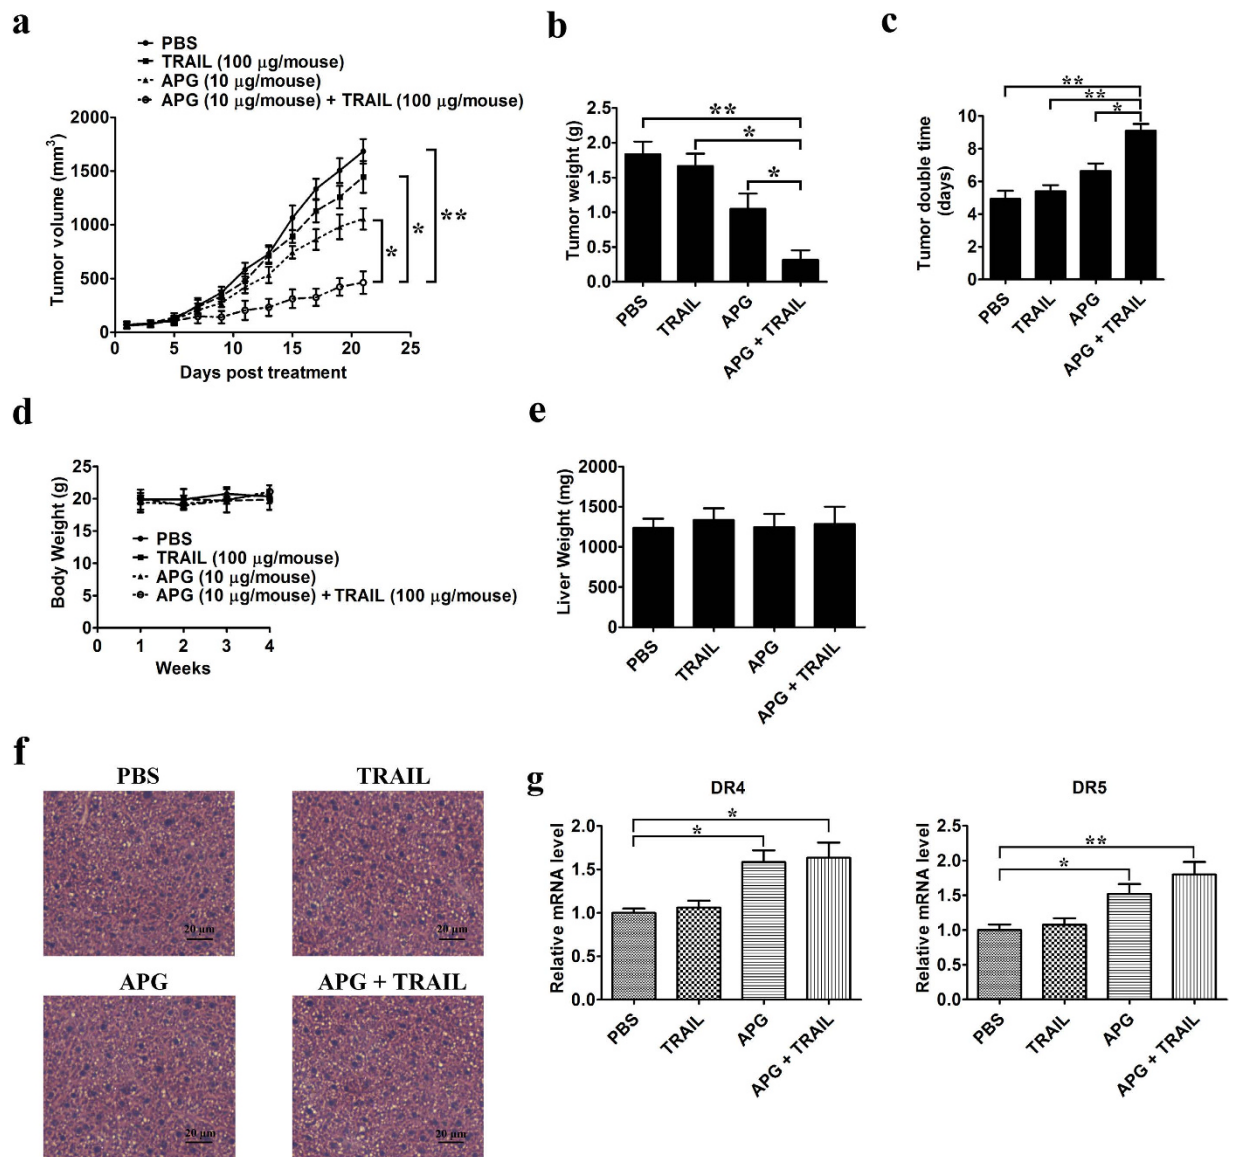 a
PBS
TRAIL (100 μg/mouse)
APG (10 μg/mouse)
APG (10 μg/mouse) + TRAIL (100 μg/mouse)
Tumor volume (mm3)
2000
1500
1000
500
0
0 5 10 15 20 25
Days post treatment
* * **
b
Tumor weight (g)
2.5
2.0
1.5
1.0
0.5
0.0
**
*
*
PBS TRAIL APG APG + TRAIL
c
Tumor double time
(days)
10
8
6
4
2
0
**
**
*
PBS TRAIL APG APG + TRAIL
d
Body Weight (g)
25
20
15
10
5
0
PBS
TRAIL (100 μg/mouse)
APG (10 μg/mouse)
APG (10 μg/mouse) + TRAIL (100 μg/mouse)
0 1 2 3 4
Weeks
e
Liver Weight (mg)
2000
1500
1000
500
0
PBS TRAIL APG APG + TRAIL
f
PBS
20 μm
TRAIL
20 μm
APG
20 μm
APG + TRAIL
20 μm
g
DR4
Relative mRNA level
2.0
1.5
1.0
0.5
0.0
*
*
PBS TRAIL APG APG + TRAIL
DR5
Relative mRNA level
2.5
2.0
1.5
1.0
0.5
0.0
**
*
PBS TRAIL APG APG + TRAIL